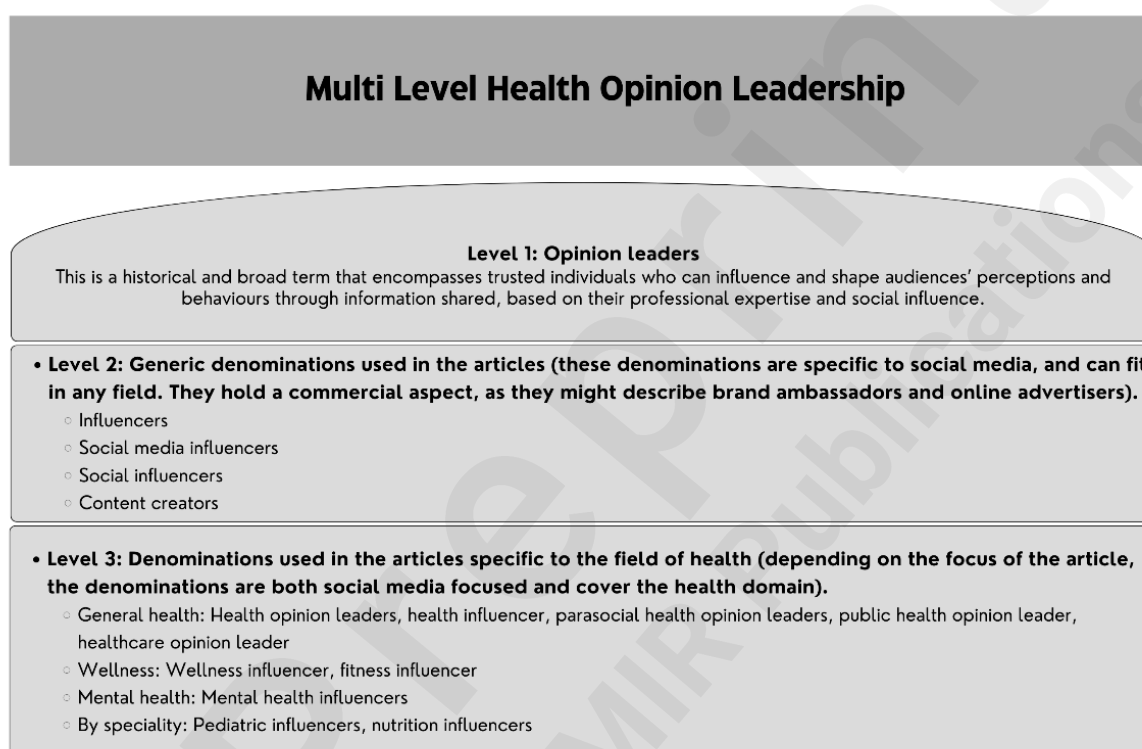 Multi Level Health Opinion Leadership
Level 1: Opinion leaders
This is a historical and broad term that encompasses trusted individuals who can influence and shape audiences' perceptions and
behaviours through information shared, based on their professional expertise and social influence.
• Level 2: Generic denominations used in the articles (these denominations are specific to social media, and can fit
in any field. They hold a commercial aspect, as they might describe brand ambassadors and online advertisers).
○ Influencers
○ Social media influencers
○ Social influencers
○ Content creators
• Level 3: Denominations used in the articles specific to the field of health (depending on the focus of the article,
the denominations are both social media focused and cover the health domain).
○ General health: Health opinion leaders, health influencer, parasocial health opinion leaders, public health opinion leader,
healthcare opinion leader
○ Wellness: Wellness influencer, fitness influencer
○ Mental health: Mental health influencers
○ By speciality: Pediatric influencers, nutrition influencers
Preprint
JMIR Publications